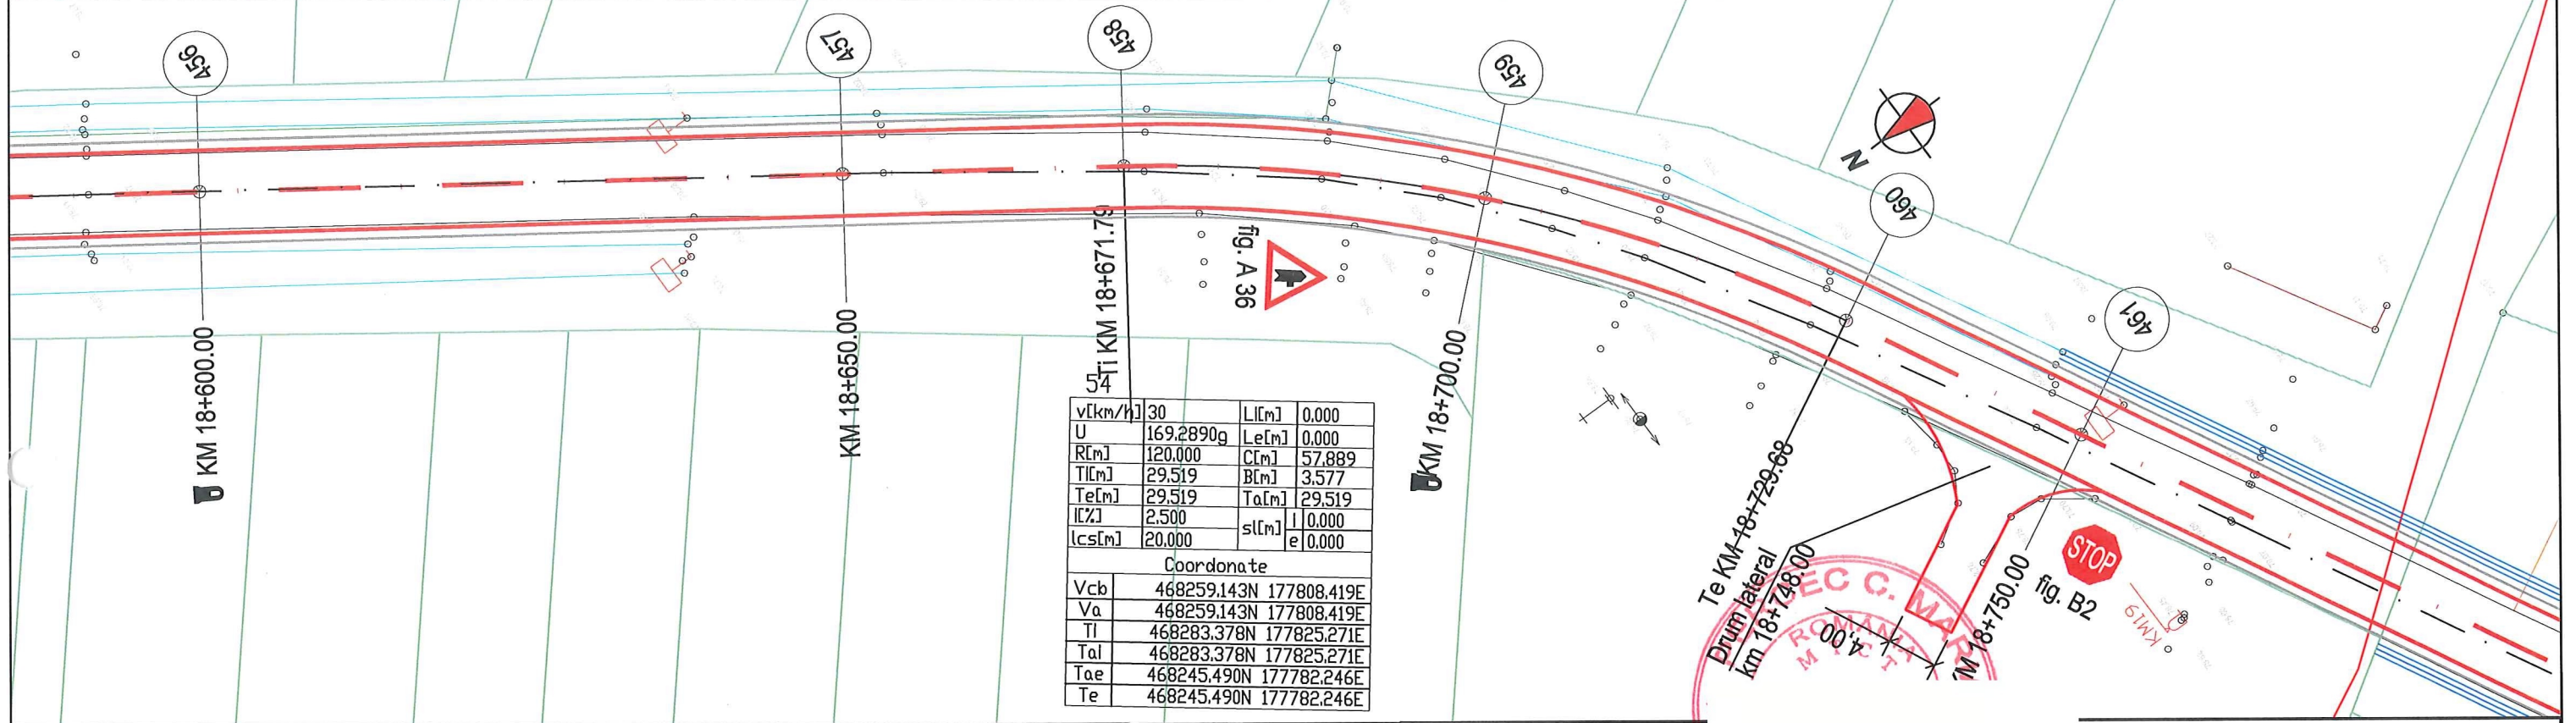 456
457
458
459
460
461
N
KM 18+600.00
KM 18+650.00
Ti KM 18+671.79
fig. A 36
KM 18+700.00
Te KM 18+729.68
Drum lateral
km 18+748.00
4.00
KM 18+750.00
STOP
fig. B2
KM19
54
v[km/h] 30 Li[m] 0.000
U 169.2890g Le[m] 0.000
R[m] 120.000 C[m] 57.889
Ti[m] 29.519 B[m] 3.577
Te[m] 29.519 Ta[m] 29.519
i[%] 2.500 sl[m] i 0.000
lcs[m] 20.000 e 0.000
Coordonate
Vcb 468259.143N 177808.419E
Va 468259.143N 177808.419E
Ti 468283.378N 177825.271E
Tai 468283.378N 177825.271E
Tae 468245.490N 177782.246E
Te 468245.490N 177782.246E
EC C. MAR
ROMANIA
M T C T